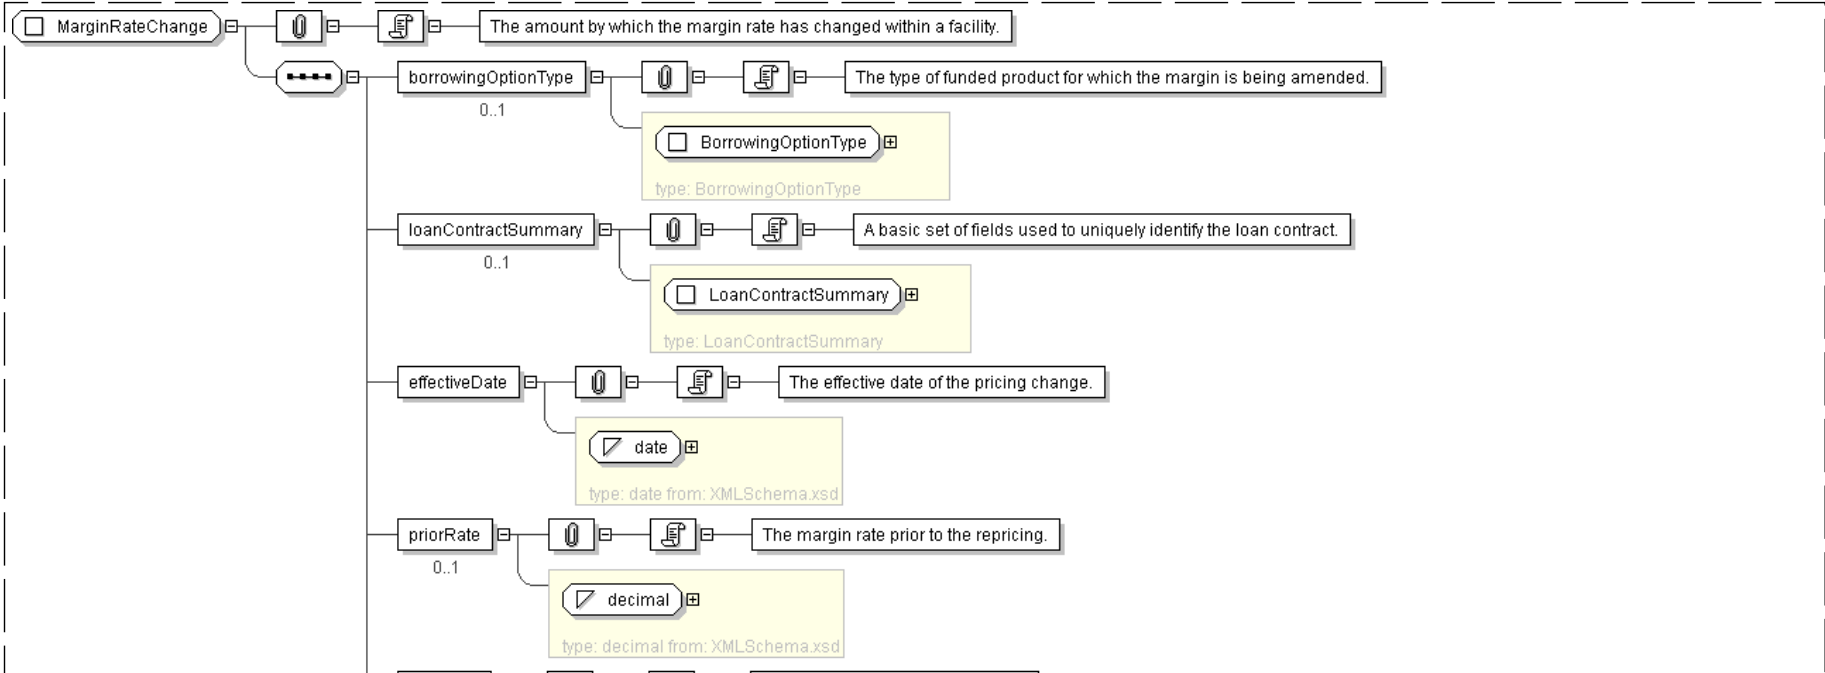 MarginRateChange
The amount by which the margin rate has changed within a facility.
borrowingOptionType
The type of funded product for which the margin is being amended.
0..1
BorrowingOptionType
type: BorrowingOptionType
loanContractSummary
A basic set of fields used to uniquely identify the loan contract.
0..1
LoanContractSummary
type: LoanContractSummary
effectiveDate
The effective date of the pricing change.
date
type: date from: XMLSchema.xsd
priorRate
The margin rate prior to the repricing.
0..1
decimal
type: decimal from: XMLSchema.xsd